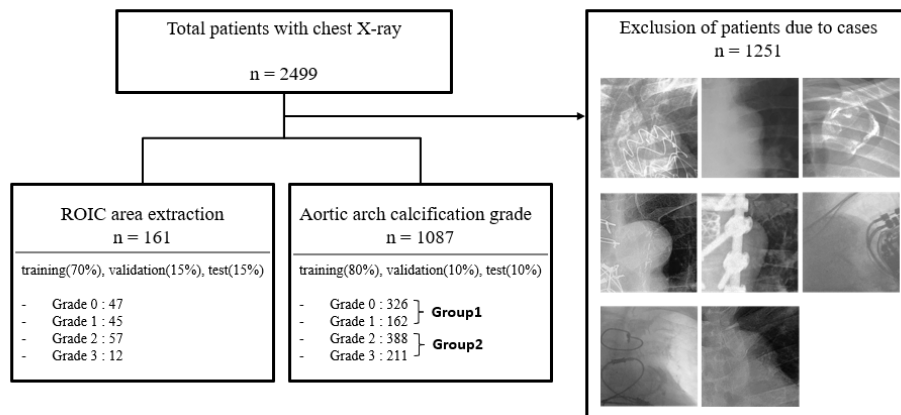 Total patients with chest X-ray
n = 2499
Exclusion of patients due to cases
n = 1251
ROIC area extraction
n = 161
training(70%), validation(15%), test(15%)
- Grade 0 : 47
- Grade 1 : 45
- Grade 2 : 57
- Grade 3 : 12
Aortic arch calcification grade
n = 1087
training(80%), validation(10%), test(10%)
- Grade 0 : 326
- Grade 1 : 162
Group1
- Grade 2 : 388
- Grade 3 : 211
Group2